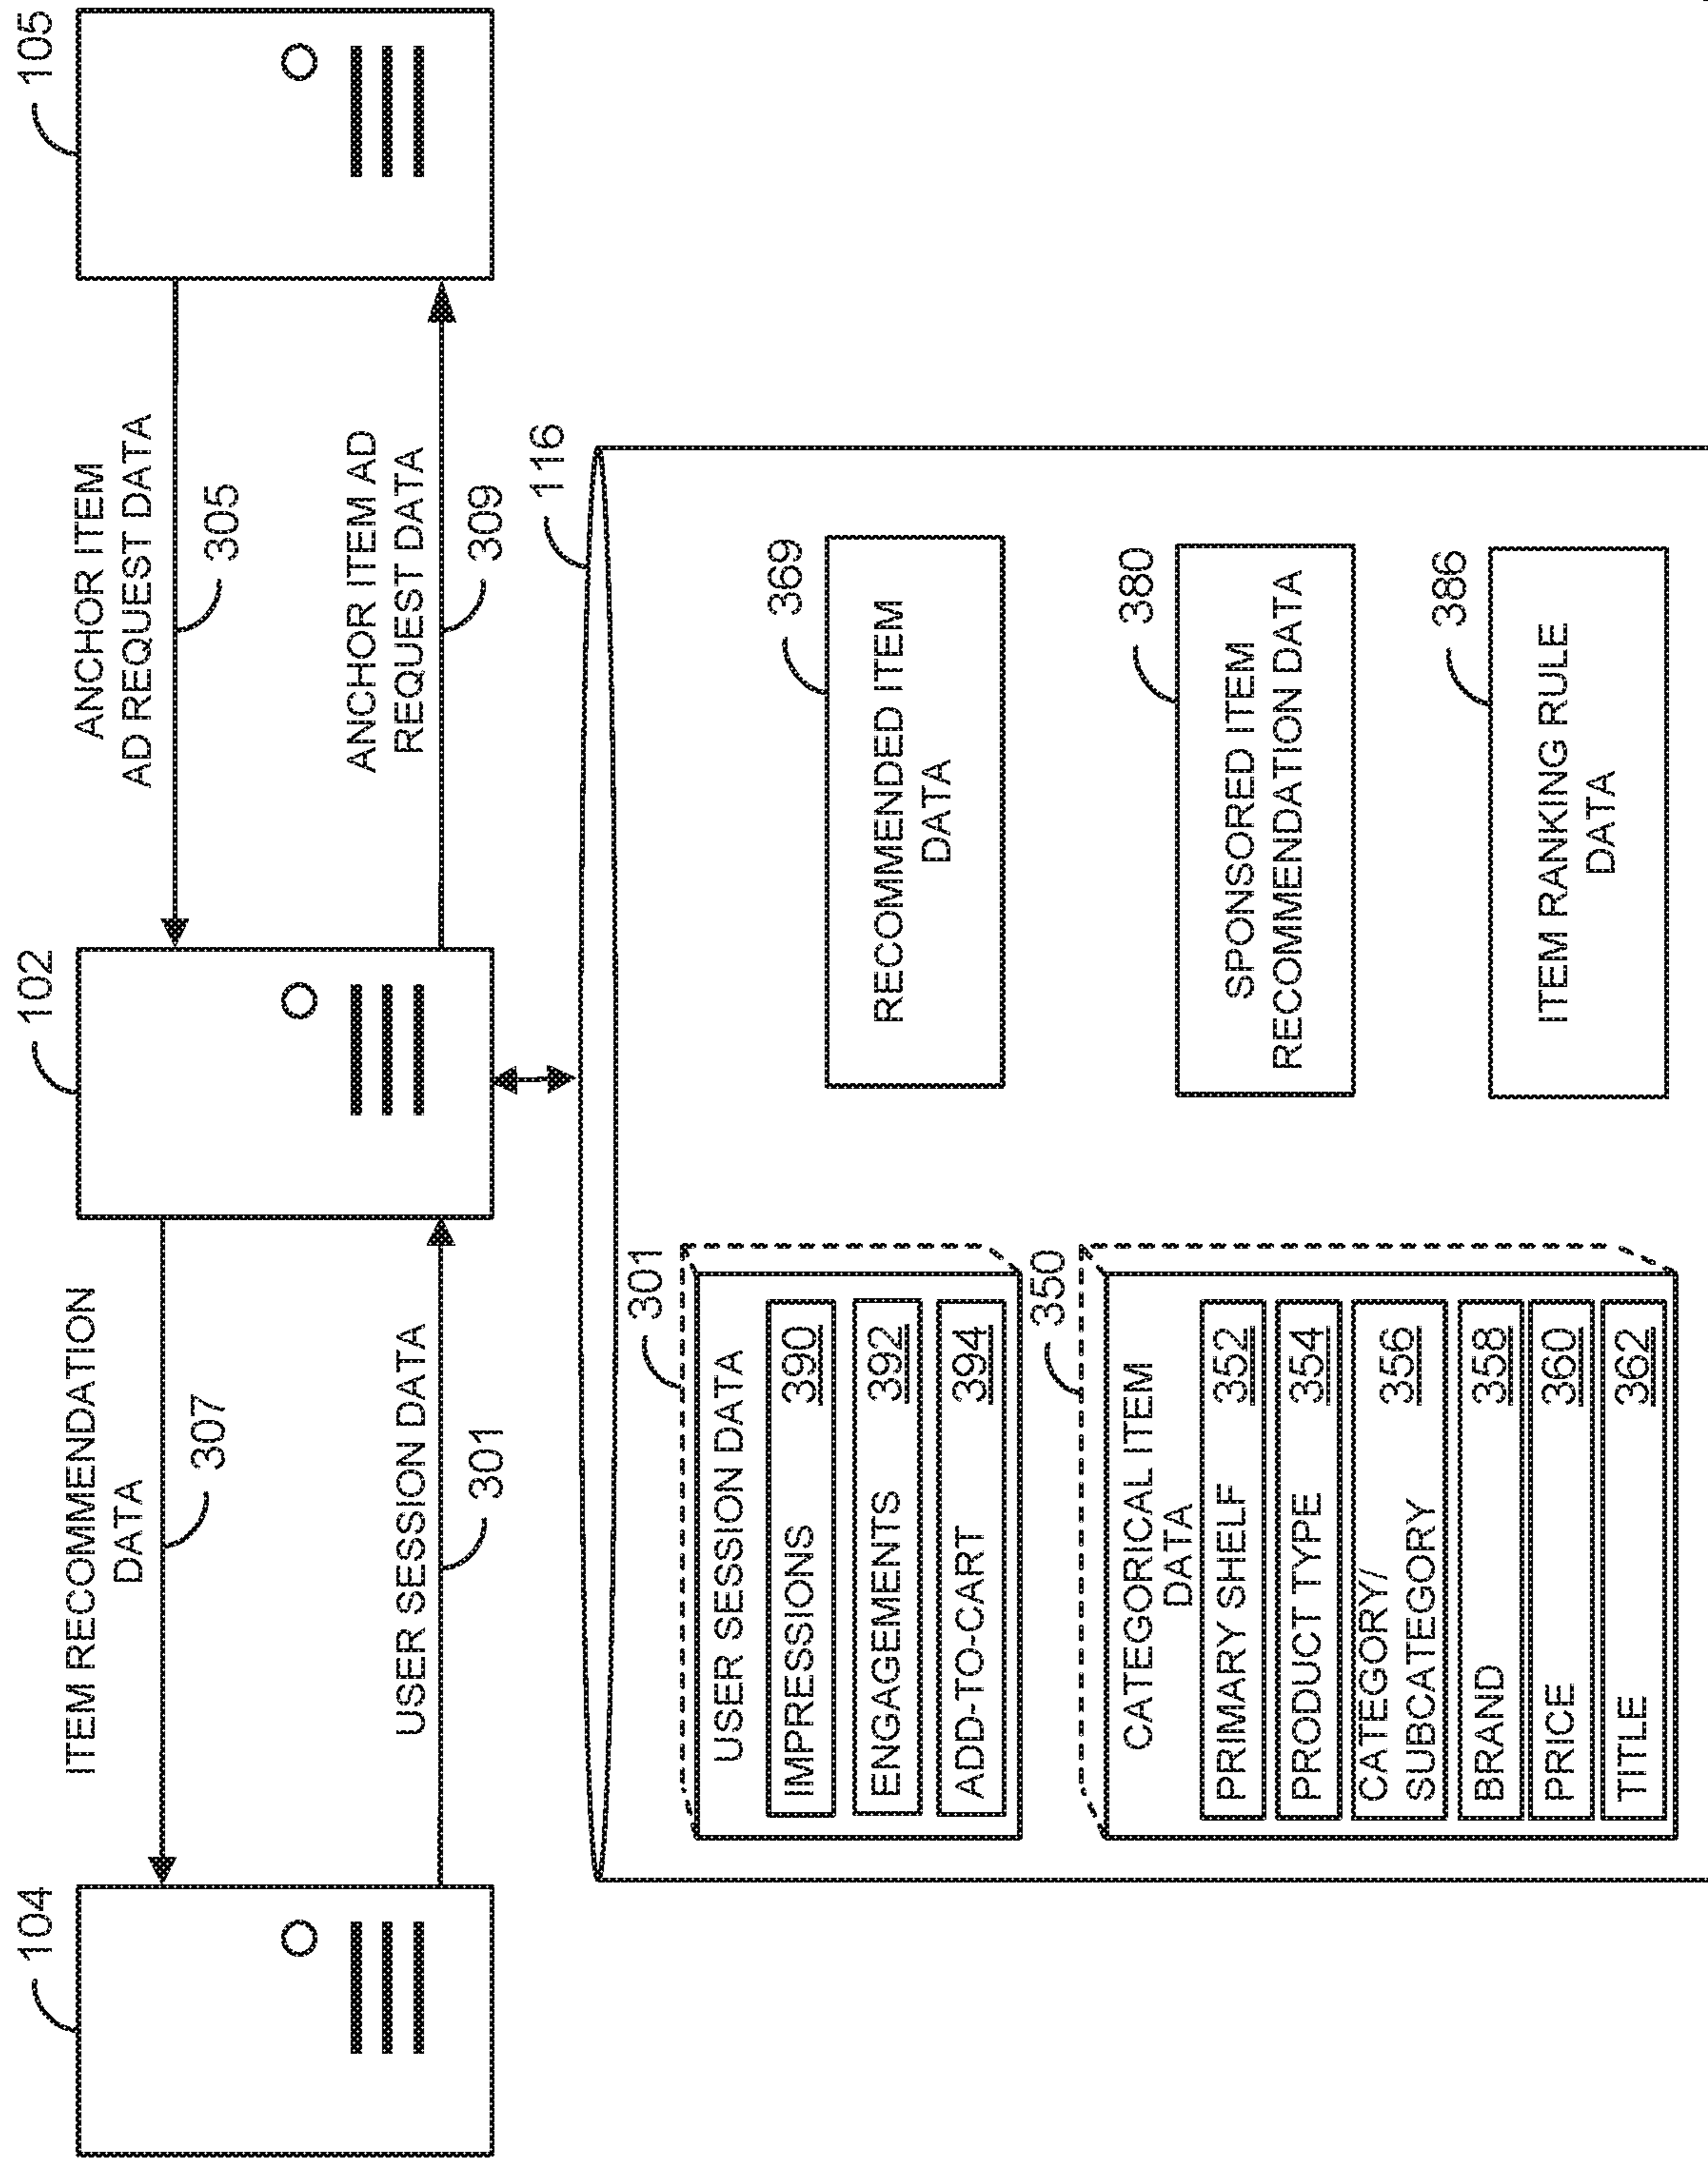 104
102
105
ITEM RECOMMENDATION
DATA
307
USER SESSION DATA
301
ANCHOR ITEM
AD REQUEST DATA
305
ANCHOR ITEM AD
REQUEST DATA
309
116
301
USER SESSION DATA
IMPRESSIONS 390
ENGAGEMENTS 392
ADD-TO-CART 394
350
CATEGORICAL ITEM
DATA
PRIMARY SHELF 352
PRODUCT TYPE 354
CATEGORY/
SUBCATEGORY 356
BRAND 358
PRICE 360
TITLE 362
369
RECOMMENDED ITEM
DATA
380
SPONSORED ITEM
RECOMMENDATION DATA
386
ITEM RANKING RULE
DATA